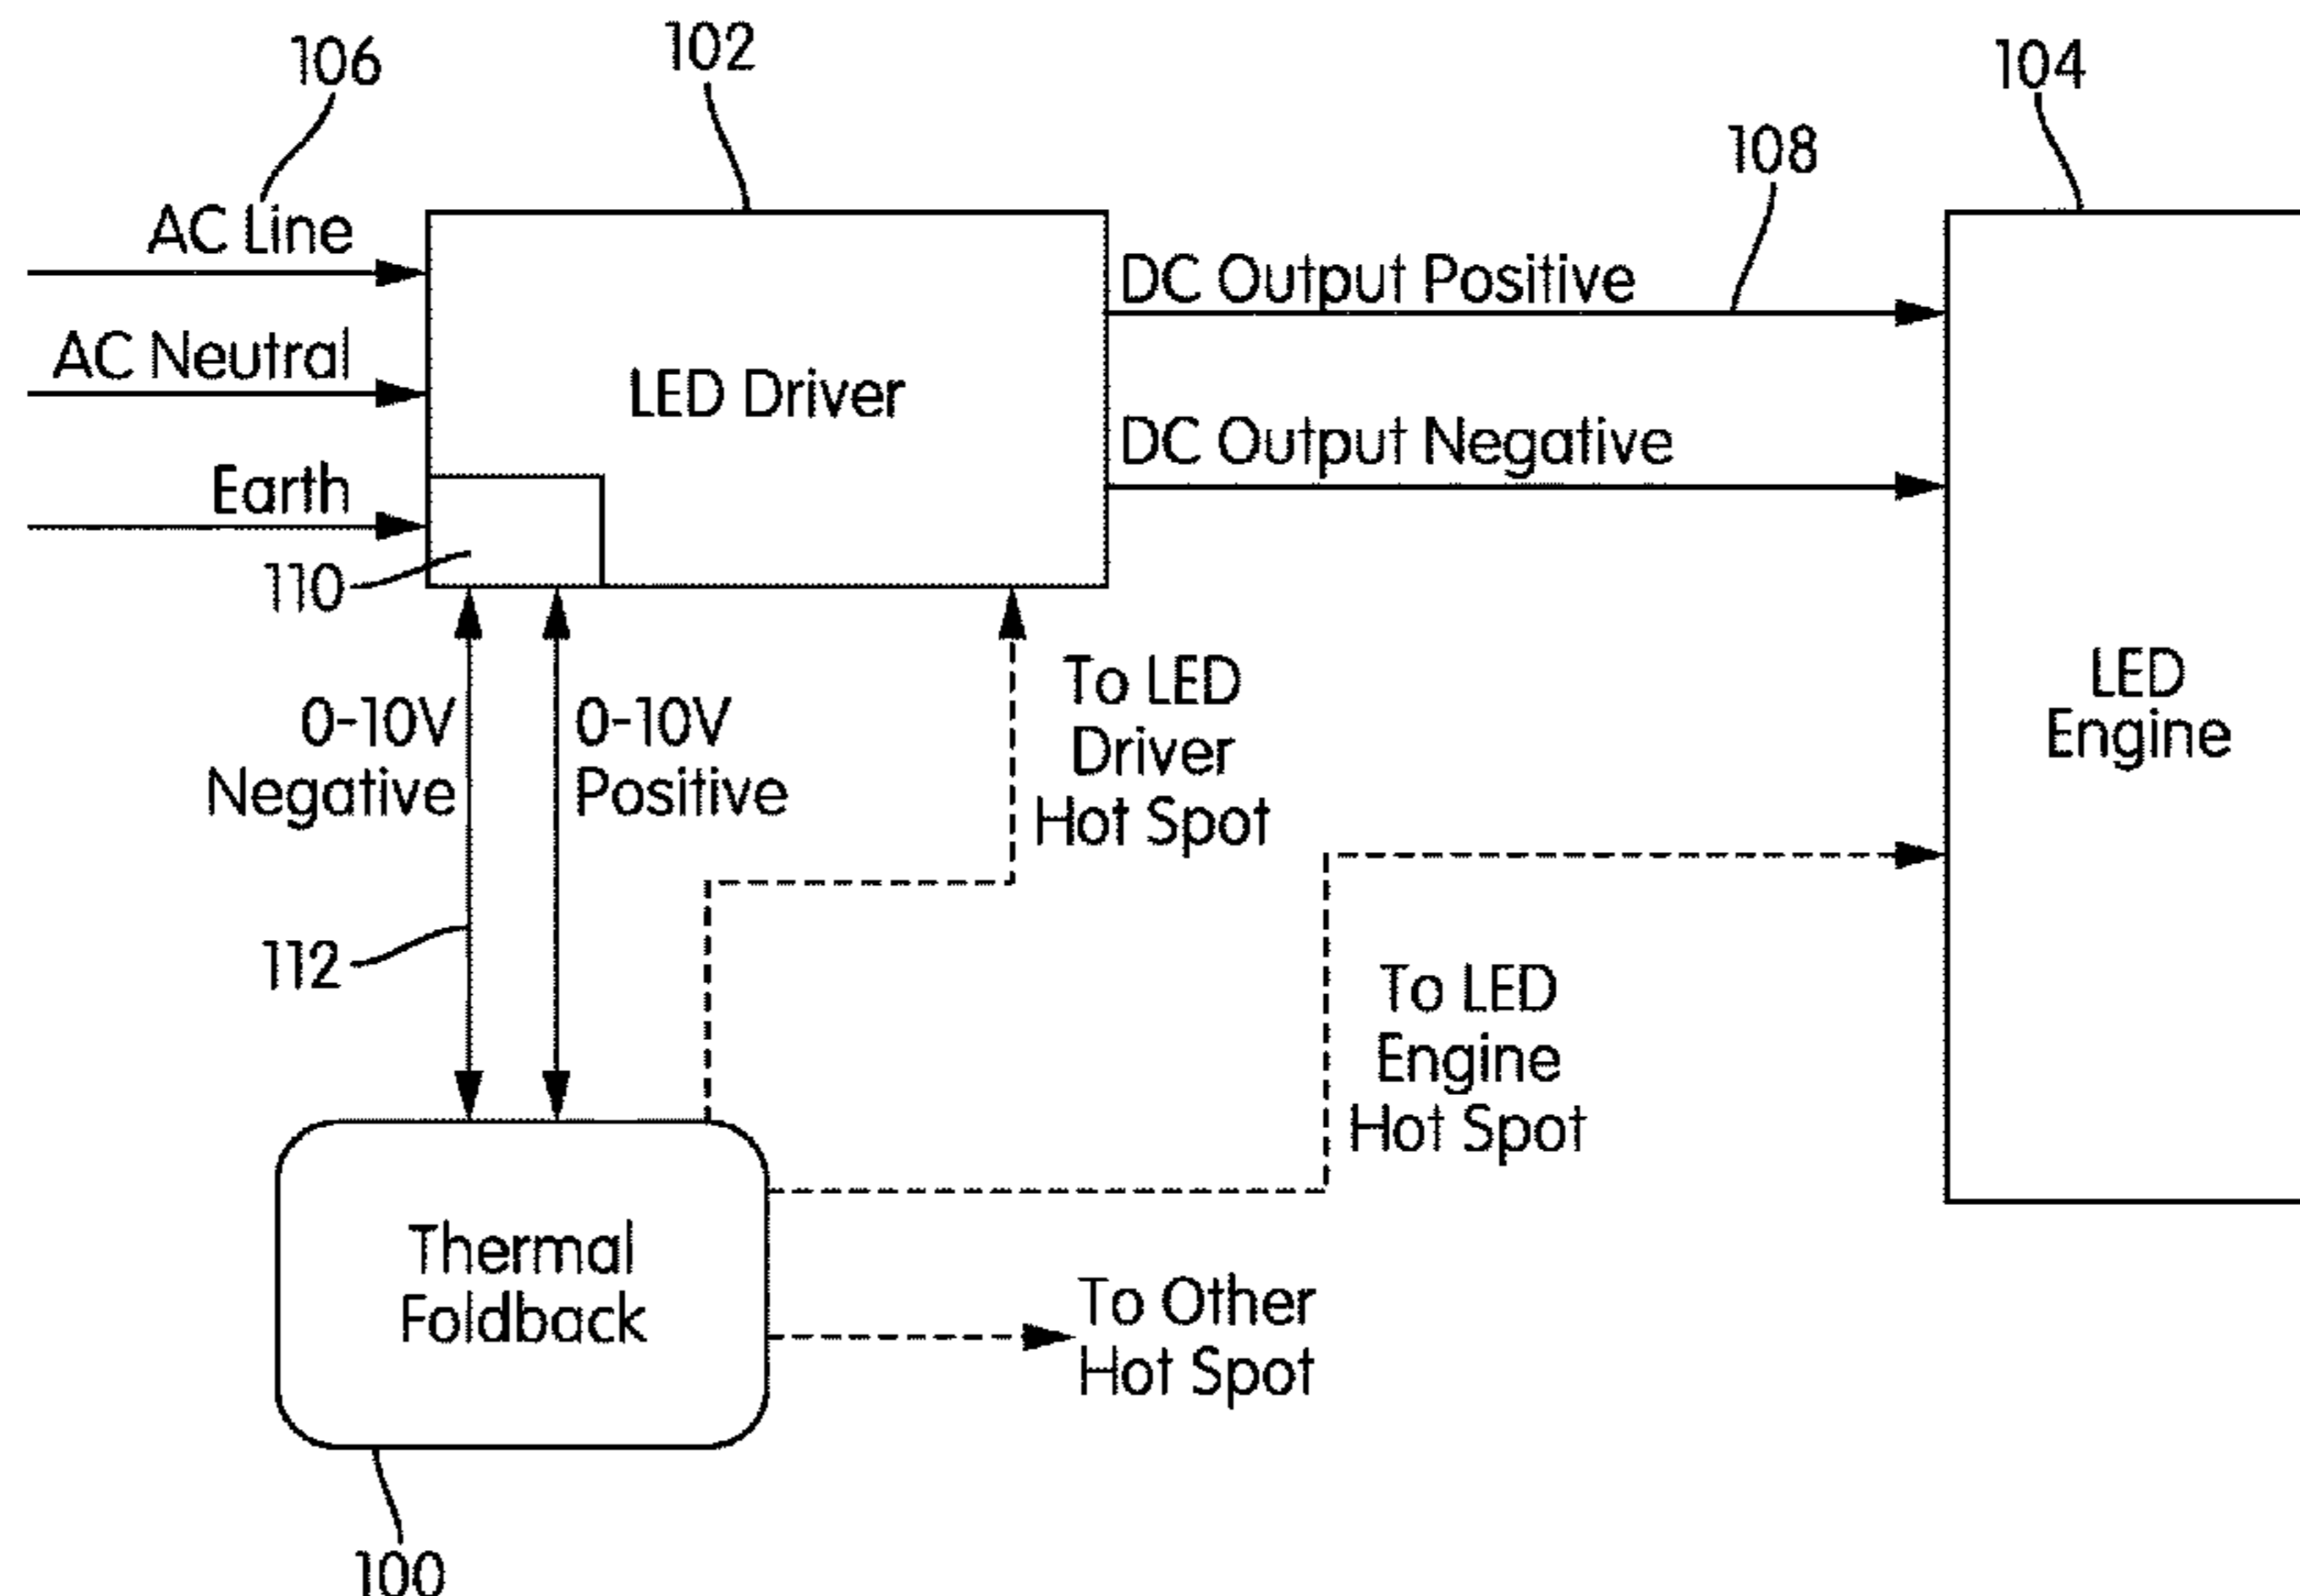 106
102
104
108
AC Line
DC Output Positive
AC Neutral
LED Driver
DC Output Negative
Earth
110
0-10V
Negative
0-10V
Positive
To LED
Driver
Hot Spot
LED
Engine
112
To LED
Engine
Hot Spot
Thermal
Foldback
To Other
Hot Spot
100